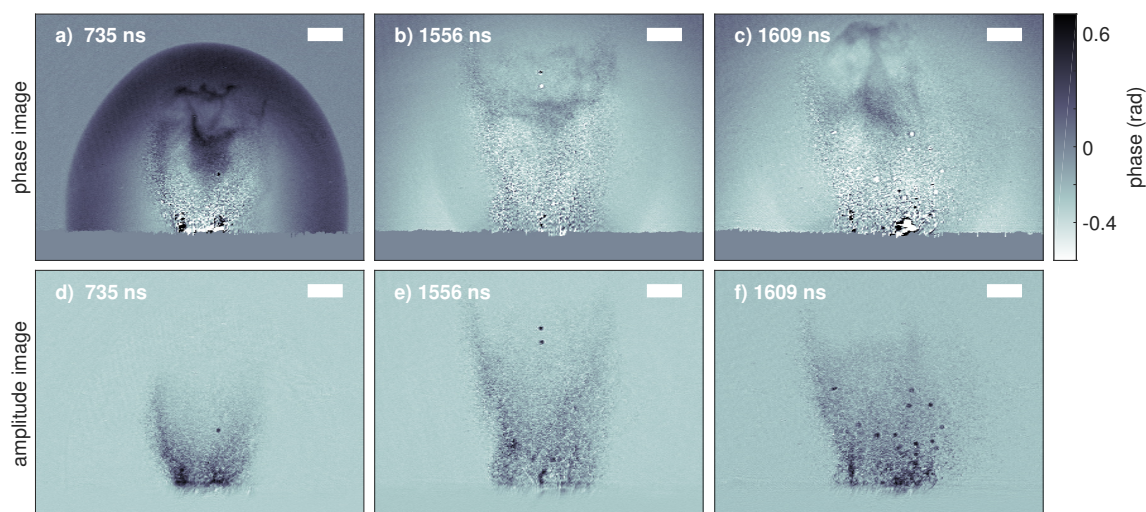 a) 735 ns
b) 1556 ns
c) 1609 ns
phase image
0.6
0
-0.4
phase (rad)
d) 735 ns
e) 1556 ns
f) 1609 ns
amplitude image